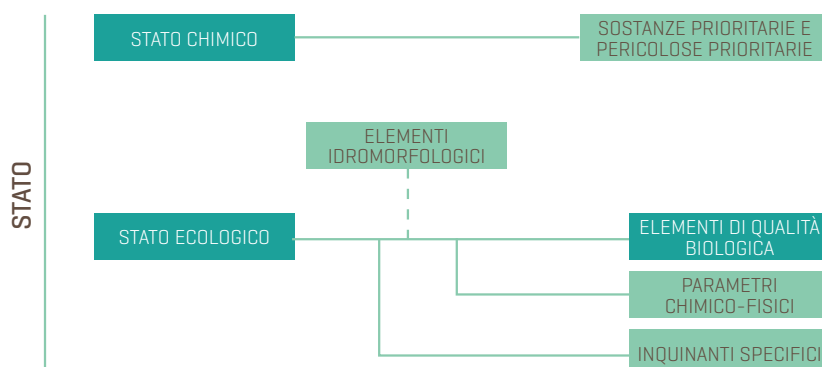 STATO
STATO CHIMICO
SOSTANZE PRIORITARIE E
PERICOLOSE PRIORITARIE
ELEMENTI
IDROMORFOLOGICI
STATO ECOLOGICO
ELEMENTI DI QUALITÀ
BIOLOGICA
PARAMETRI
CHIMICO-FISICI
INQUINANTI SPECIFICI